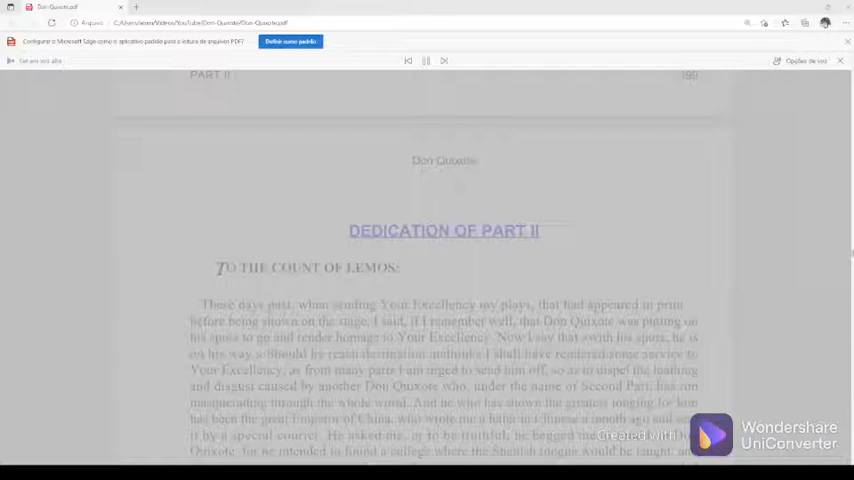 Don Quixote.pdf
Arquivo C:/Users/learn/Videos/YouTube/Don-Quixote/Don-Quixote.pdf
Configurar o Microsoft Edge como o aplicativo padrão para a leitura de arquivos PDF? Definir como padrão
Ler em voz alta Opções de voz
PART II 199
Don Quixote
DEDICATION OF PART II
TO THE COUNT OF LEMOS:
These days past, when sending Your Excellency my plays, that had appeared in print
before being shown on the stage, I said, if I remember well, that Don Quixote was putting on
his spurs to go and render homage to Your Excellency. Now I say that "with his spurs, he is
on his way." Should he reach destination methinks I shall have rendered some service to
Your Excellency, as from many parts I am urged to send him off, so as to dispel the loathing
and disgust caused by another Don Quixote who, under the name of Second Part, has run
masquerading through the whole world. And he who has shown the greatest longing for him
has been the great Emperor of China, who wrote me a letter in Chinese a month ago and
it by a special courier. He asked me, or to be truthful, he begged me
Quixote, for he intended to found a college where the Spanish tongue would be taught,
Created with
Wondershare
UniConverter